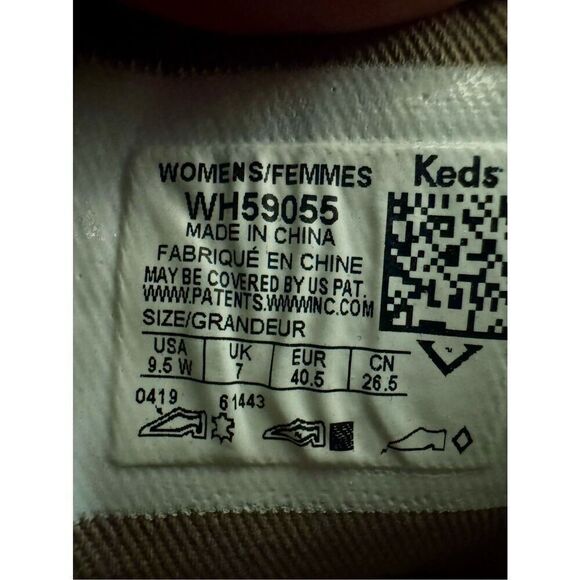 WOMENS/FEMMES
Keds
WH59055
MADE IN CHINA
FABRIQUÉ EN CHINE
MAY BE COVERED BY US PAT.
WWW.PATENTS.WWWINC.COM
SIZE/GRANDEUR
USA UK EUR CN
9.5 W 7 40.5 26.5
0419 61443